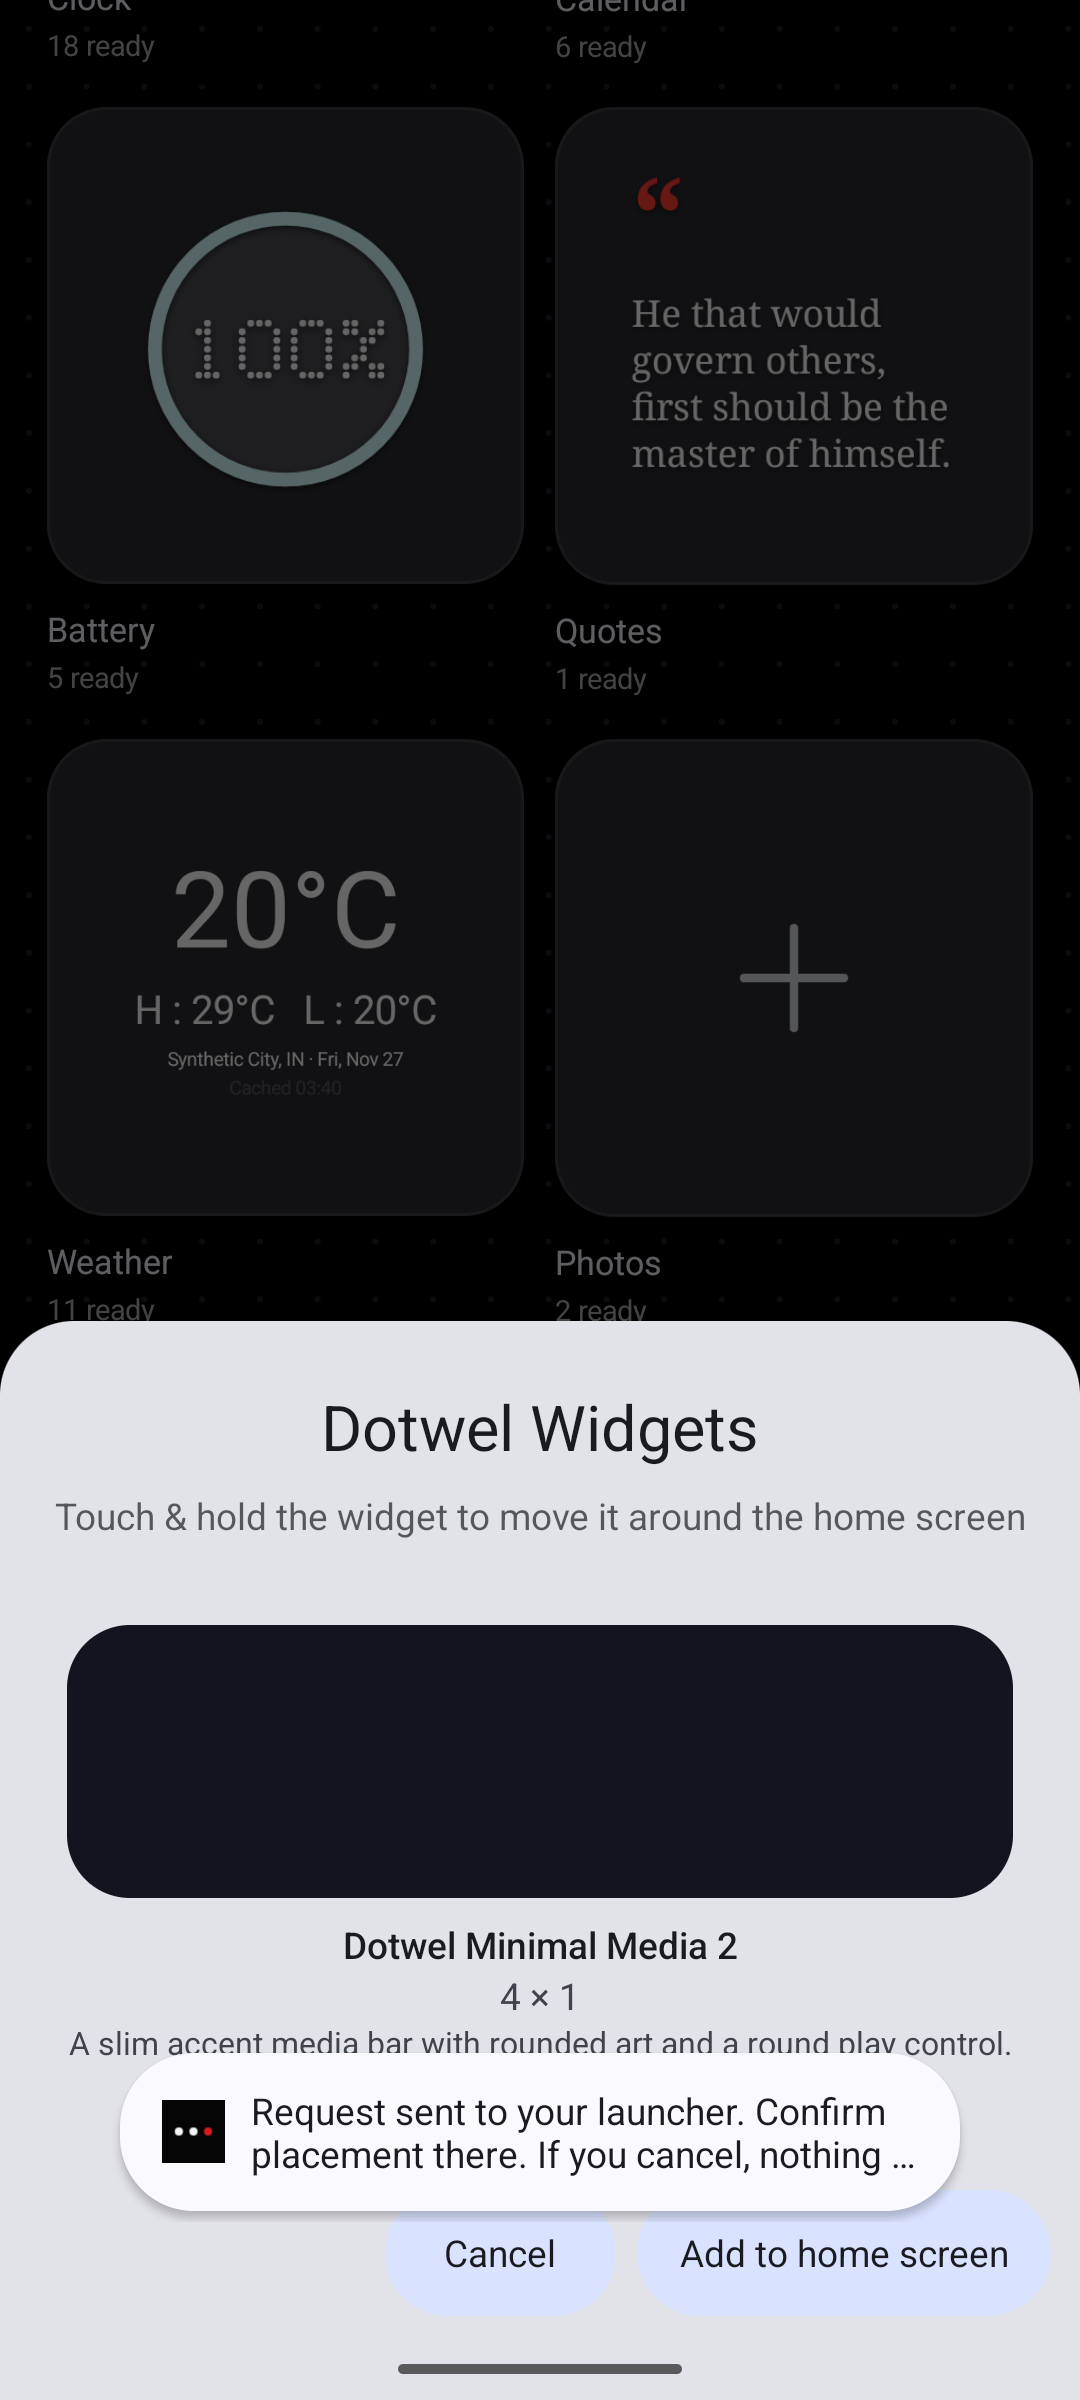 Clock
Calendar
18 ready
6 ready
100%
“
He that would
govern others,
first should be the
master of himself.
Battery
Quotes
5 ready
1 ready
20°C
H : 29°C L : 20°C
Synthetic City, IN · Fri, Nov 27
Cached 03:40
Weather
Photos
11 ready
2 ready
Dotwel Widgets
Touch & hold the widget to move it around the home screen
Dotwel Minimal Media 2
4 × 1
A slim accent media bar with rounded art and a round play control.
Request sent to your launcher. Confirm
placement there. If you cancel, nothing ...
Cancel
Add to home screen